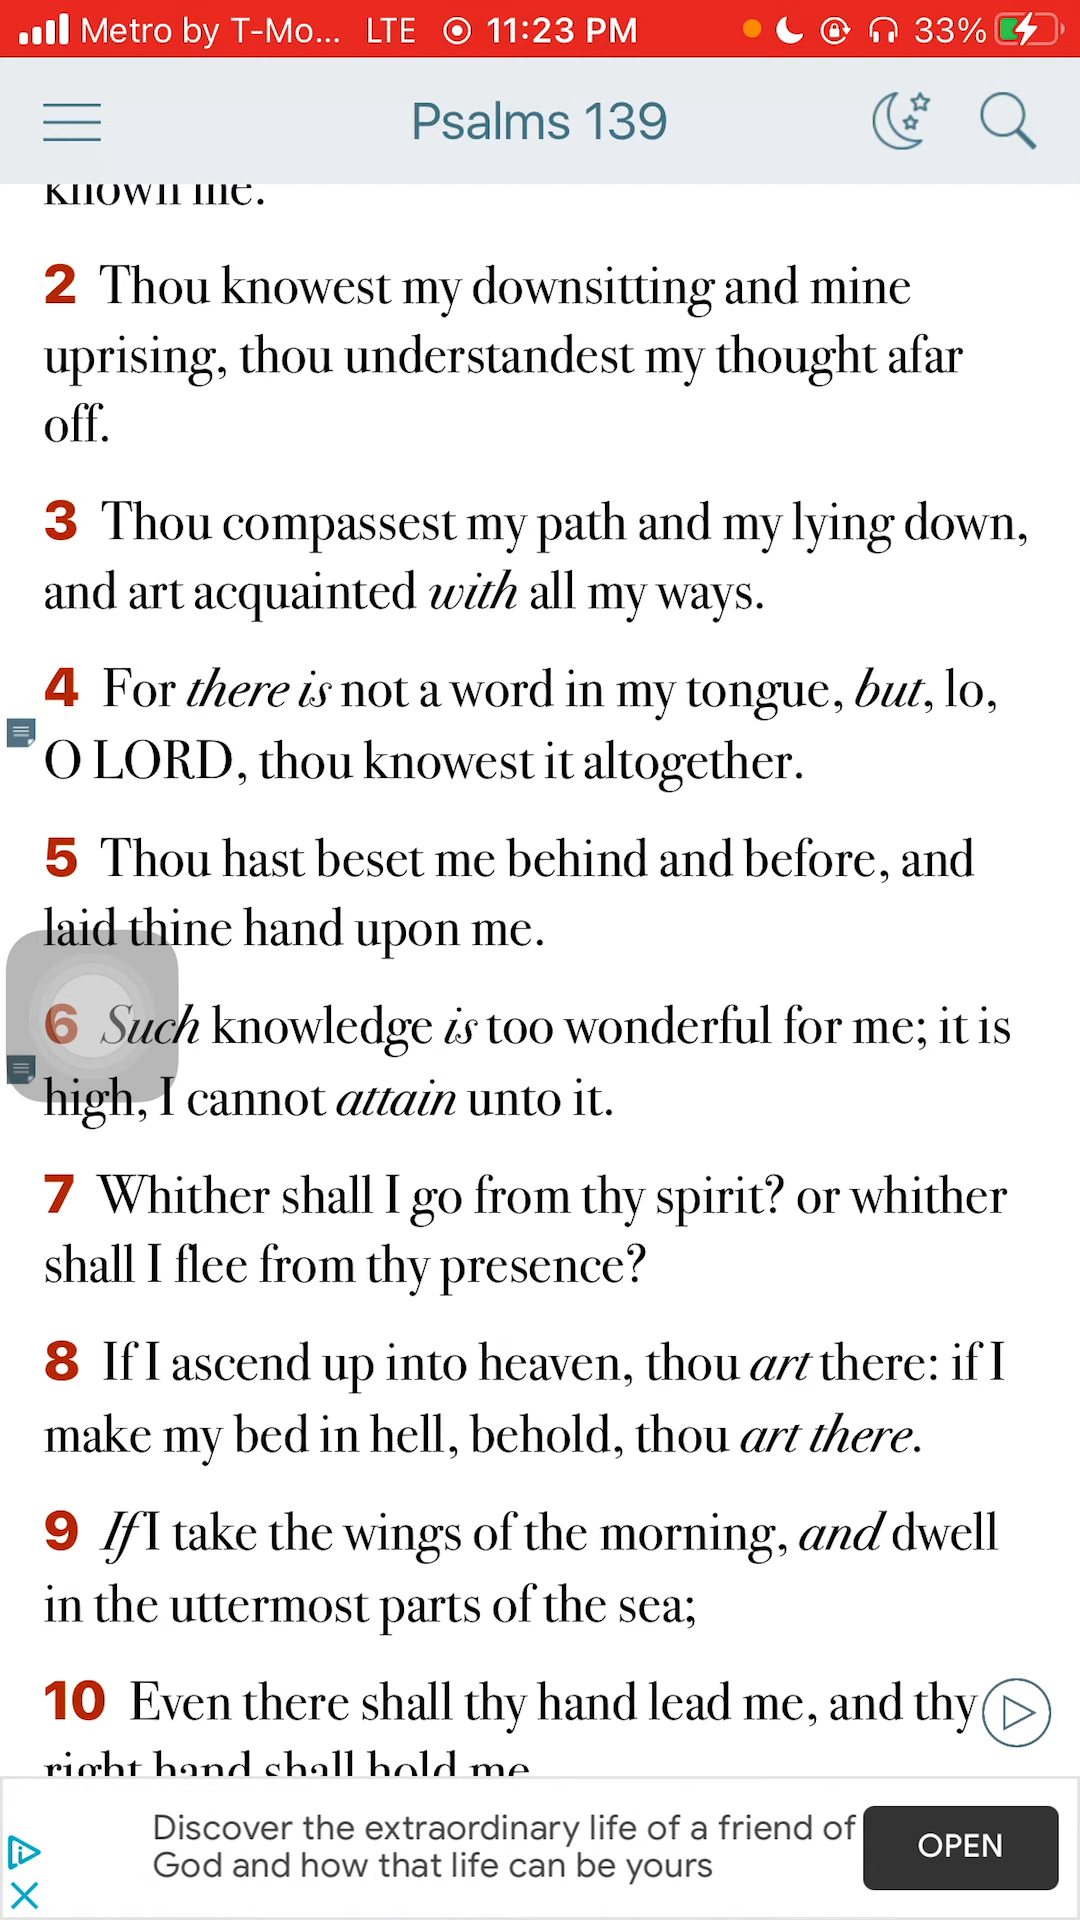 Metro by T-Mo... LTE 11:23 PM 33%
Psalms 139
known me.
2 Thou knowest my downsitting and mine
uprising, thou understandest my thought afar
off.
3 Thou compassest my path and my lying down,
and art acquainted with all my ways.
4 For there is not a word in my tongue, but, lo,
O LORD, thou knowest it altogether.
5 Thou hast beset me behind and before, and
laid thine hand upon me.
6 Such knowledge is too wonderful for me; it is
high, I cannot attain unto it.
7 Whither shall I go from thy spirit? or whither
shall I flee from thy presence?
8 If I ascend up into heaven, thou art there: if I
make my bed in hell, behold, thou art there.
9 If I take the wings of the morning, and dwell
in the uttermost parts of the sea;
10 Even there shall thy hand lead me, and thy
right hand shall hold me
Discover the extraordinary life of a friend of
God and how that life can be yours
OPEN